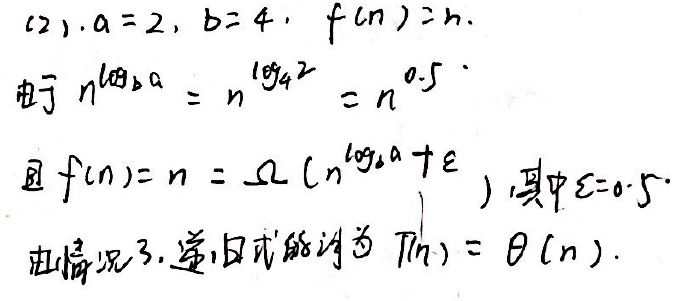 (2). a = 2, b = 4. f(n) = n.
由于 n^{log_b a} = n^{log_4 2} = n^{0.5}.
且 f(n) = n = Ω(n^{log_b a + ε}), 其中 ε=0.5.
由情况3. 递归式的解为 T(n) = θ(n).